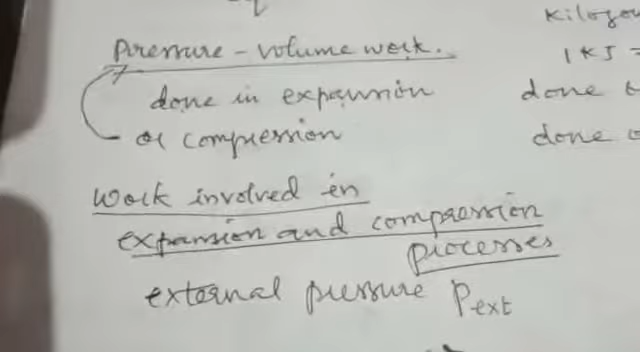 Pressure - volume work.
done in expansion
or compression
work involved in
expansion and compression
processes
external pressure Pext
1 KJ =
done
done